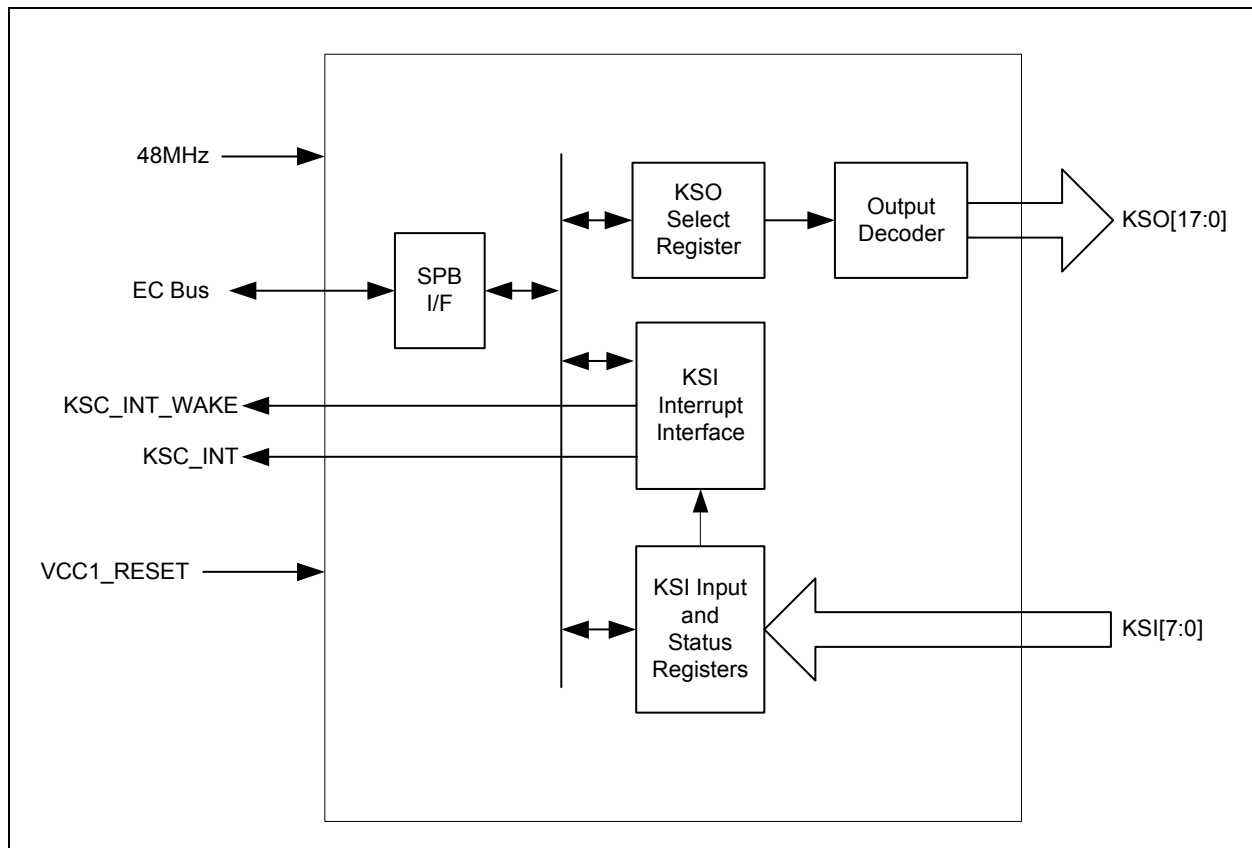 48MHz
EC Bus
KSC_INT_WAKE
KSC_INT
VCC1_RESET
SPB
I/F
KSO
Select
Register
Output
Decoder
KSO[17:0]
KSI
Interrupt
Interface
KSI Input
and
Status
Registers
KSI[7:0]